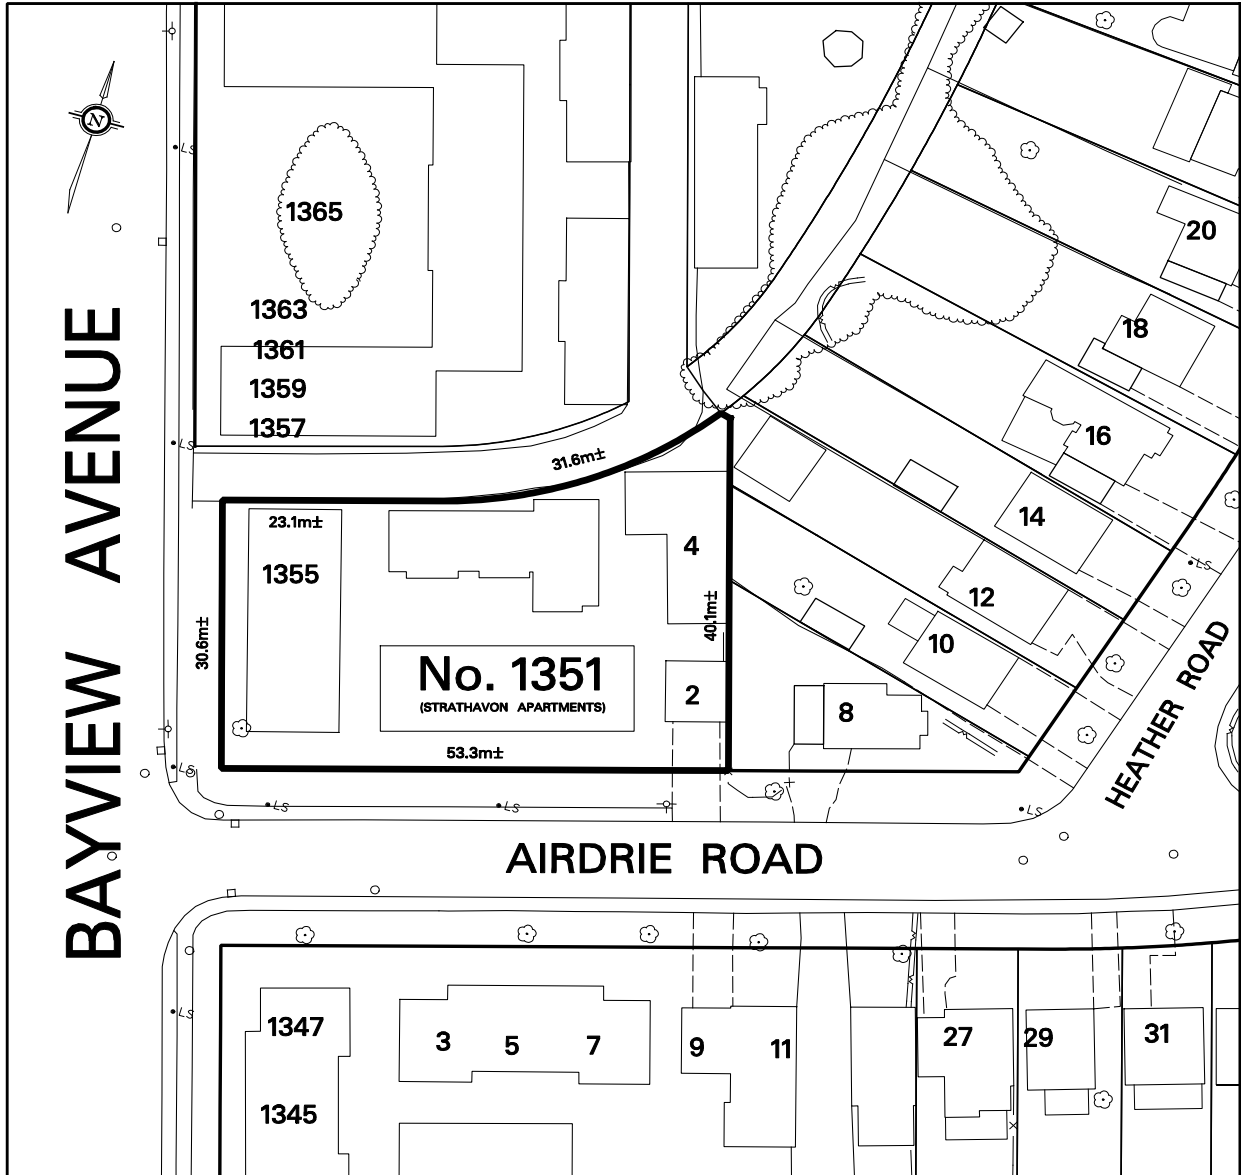 N
LS
1365
20
1363
18
1361
1359
1357
16
LS
31.6m±
23.1m±
14
4
1355
LS
12
40.1m±
30.6m±
10
No. 1351
(STRATHAVON APARTMENTS)
2
8
53.3m±
LS
LS
LS
LS
HEATHER ROAD
BAYVIEW AVENUE
AIRDRIE ROAD
LS
1347
3
5
7
9
11
27
29
31
1345